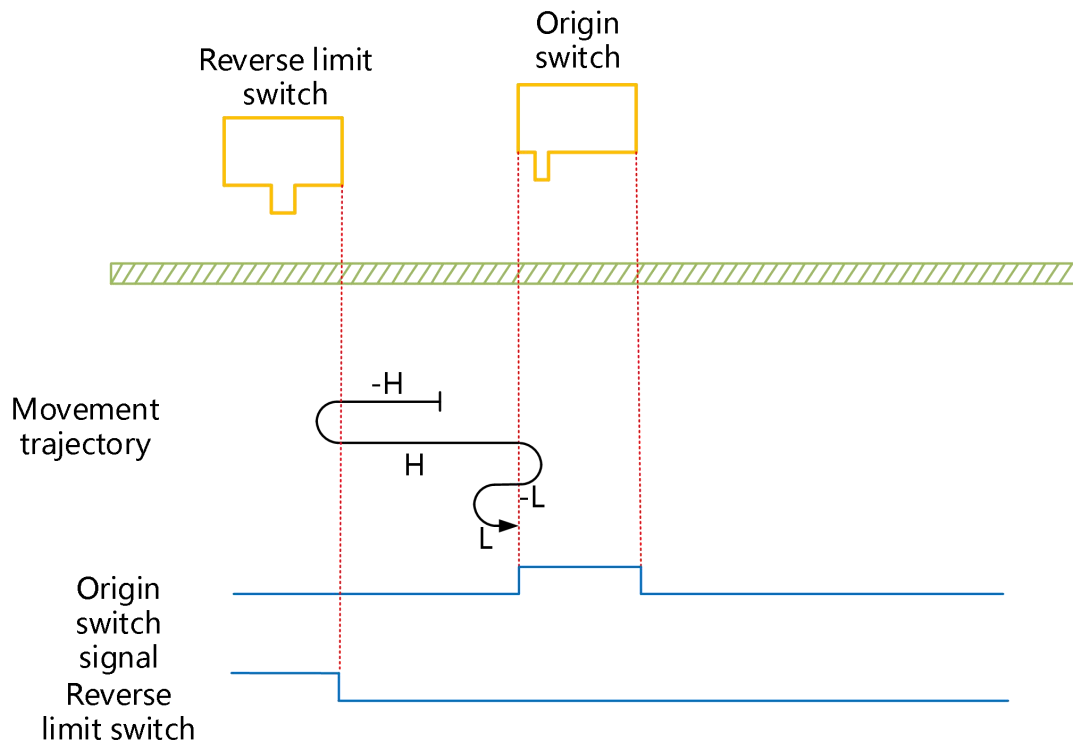 Reverse limit
switch
Origin
switch
-H
Movement
trajectory
H
-L
L
Origin
switch
signal
Reverse
limit switch